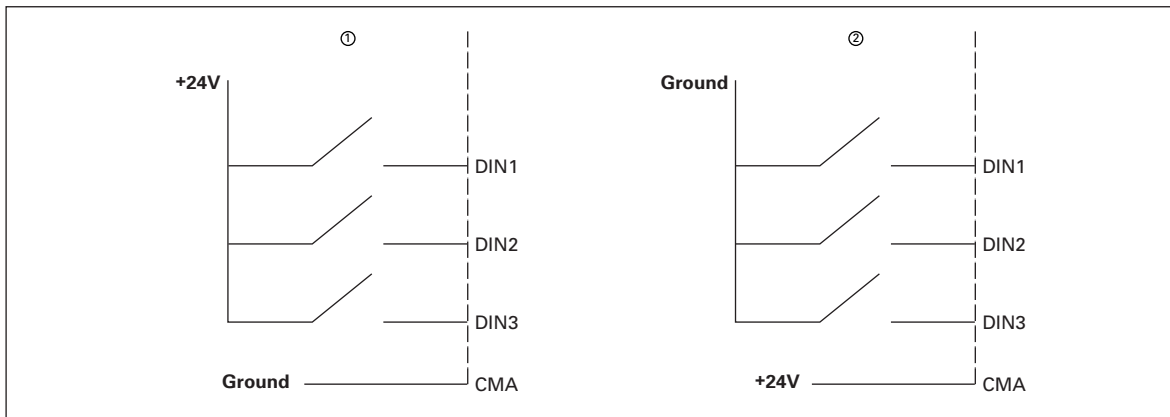 ①
+24V
DIN1
DIN2
DIN3
Ground
CMA
②
Ground
DIN1
DIN2
DIN3
+24V
CMA